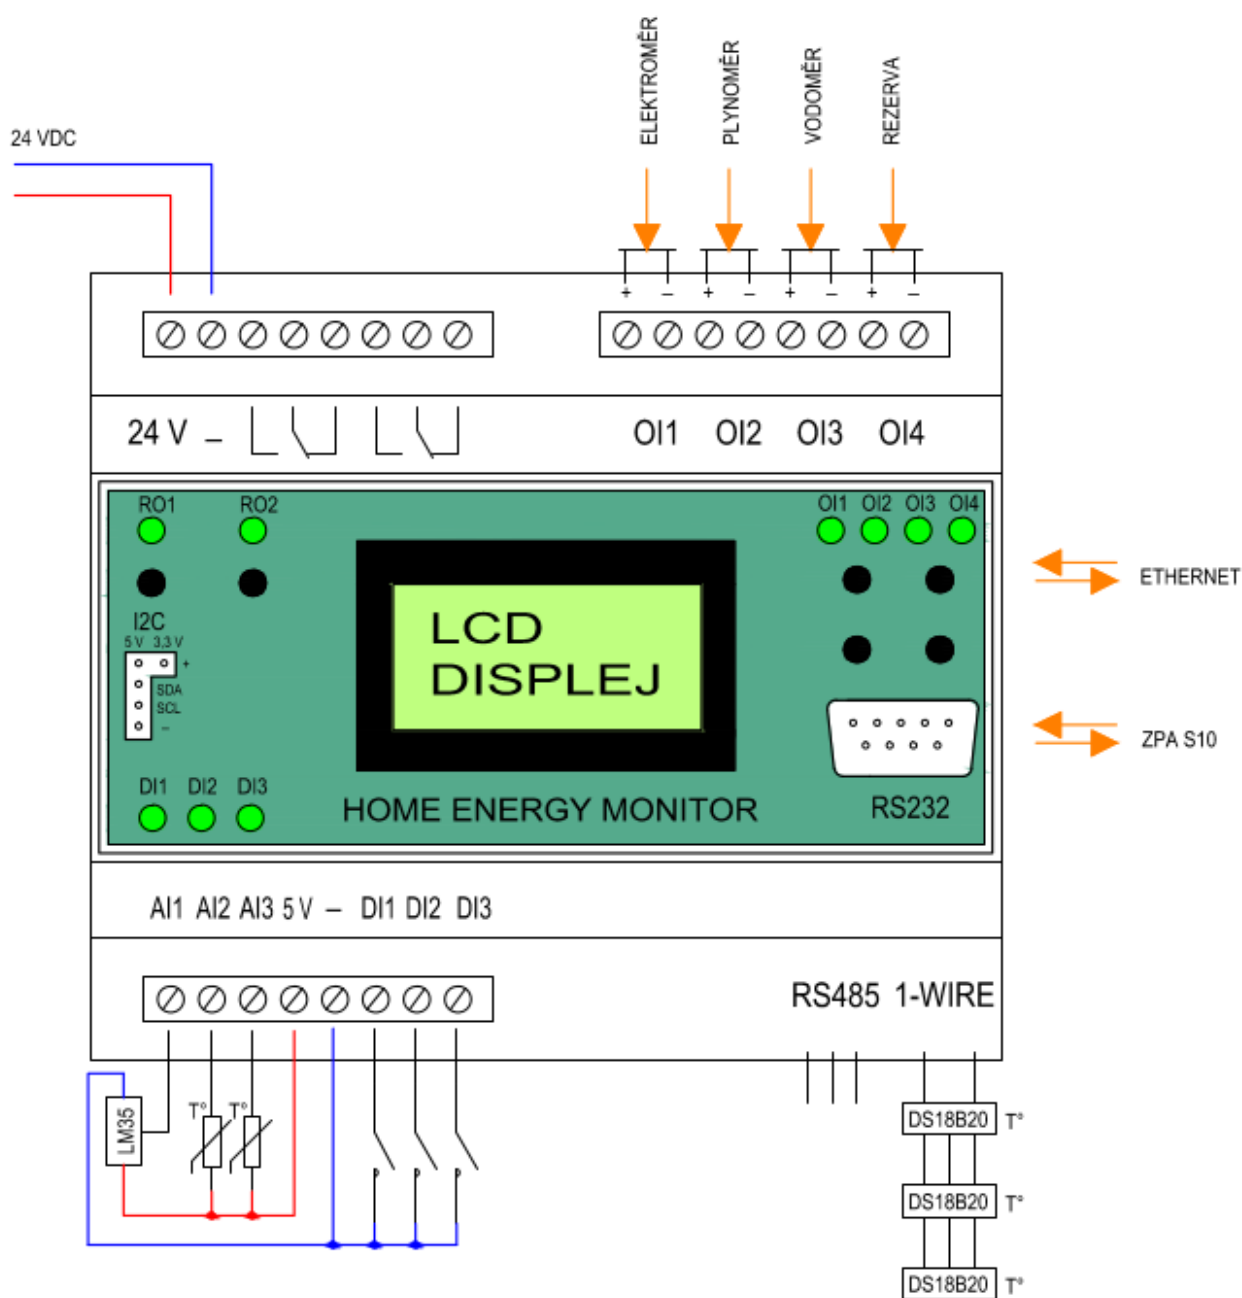 ELEKTROMĚR
PLYNOMĚR
VODOMĚR
REZERVA
24 VDC
+ – + – + – + –
24 V –
OI1 OI2 OI3 OI4
RO1 RO2
OI1 OI2 OI3 OI4
ETHERNET
I2C
5 V 3,3 V
+
SDA
SCL
–
LCD
DISPLEJ
ZPA S10
DI1 DI2 DI3
HOME ENERGY MONITOR
RS232
AI1 AI2 AI3 5 V – DI1 DI2 DI3
RS485 1-WIRE
LM35
T° T°
DS18B20 T°
DS18B20 T°
DS18B20 T°